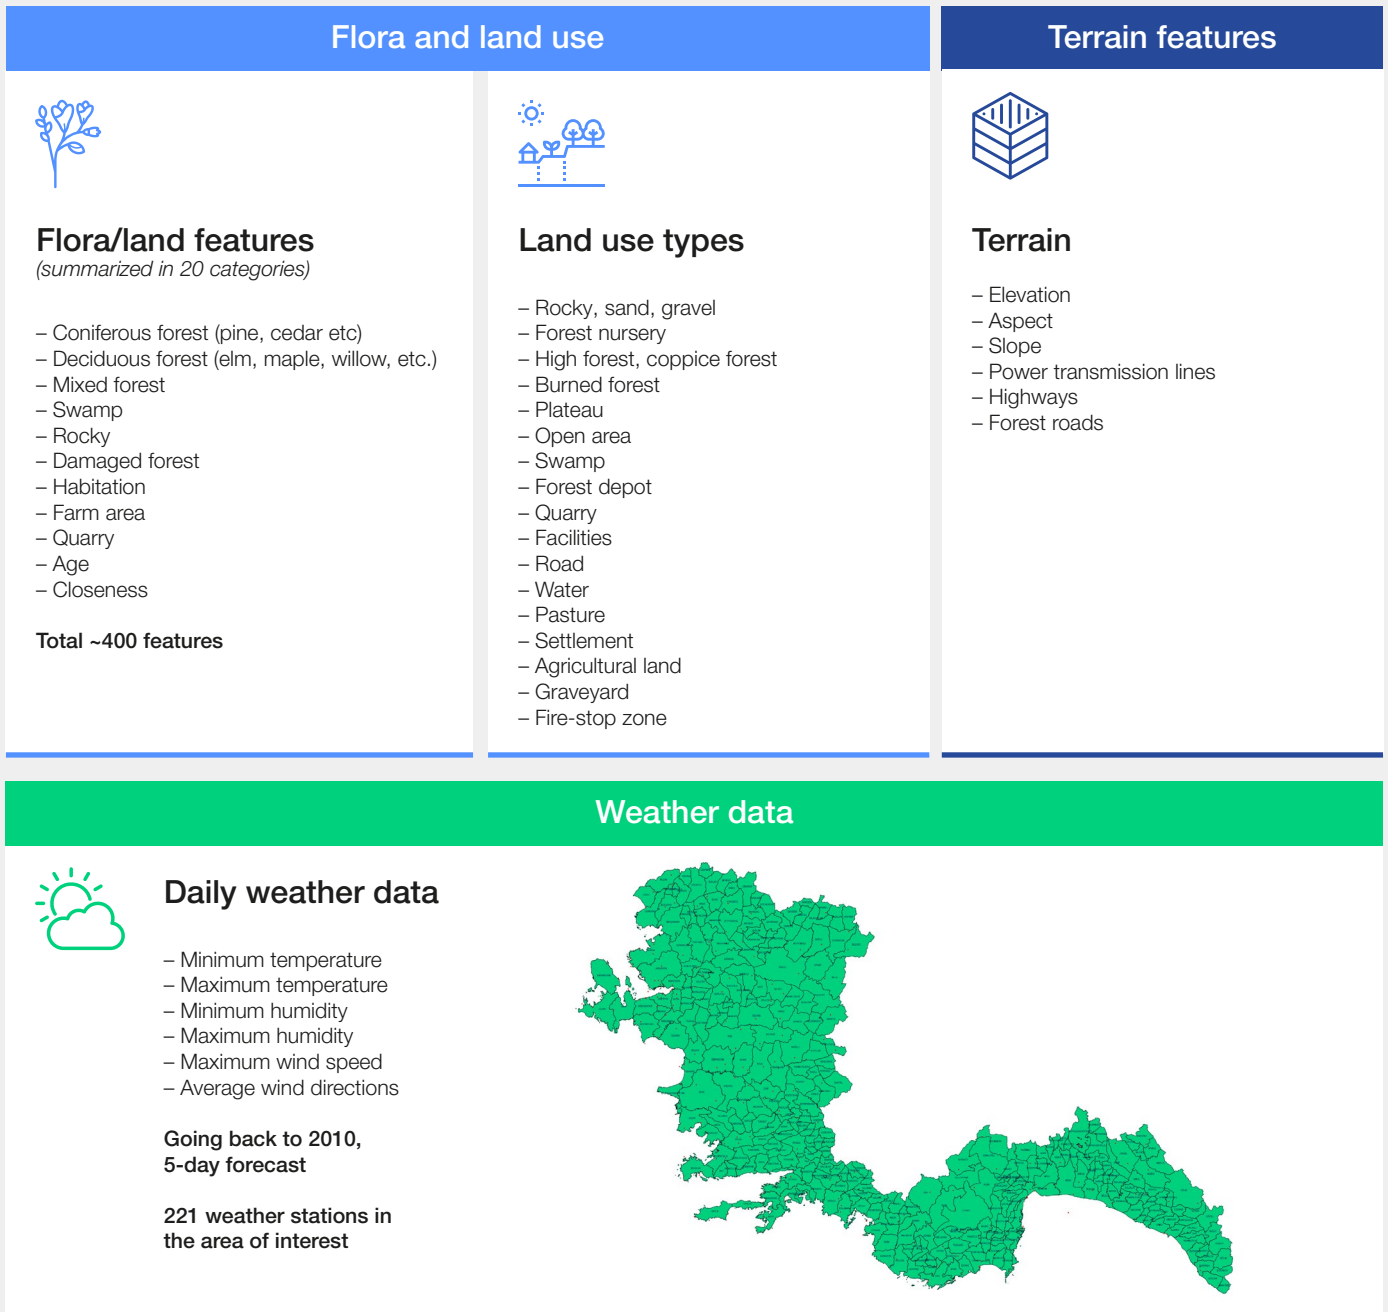 Flora and land use
Terrain features
Flora/land features
(summarized in 20 categories)
– Coniferous forest (pine, cedar etc)
– Deciduous forest (elm, maple, willow, etc.)
– Mixed forest
– Swamp
– Rocky
– Damaged forest
– Habitation
– Farm area
– Quarry
– Age
– Closeness
Total ~400 features
Land use types
– Rocky, sand, gravel
– Forest nursery
– High forest, coppice forest
– Burned forest
– Plateau
– Open area
– Swamp
– Forest depot
– Quarry
– Facilities
– Road
– Water
– Pasture
– Settlement
– Agricultural land
– Graveyard
– Fire-stop zone
Terrain
– Elevation
– Aspect
– Slope
– Power transmission lines
– Highways
– Forest roads
Weather data
Daily weather data
– Minimum temperature
– Maximum temperature
– Minimum humidity
– Maximum humidity
– Maximum wind speed
– Average wind directions
Going back to 2010,
5-day forecast
221 weather stations in
the area of interest